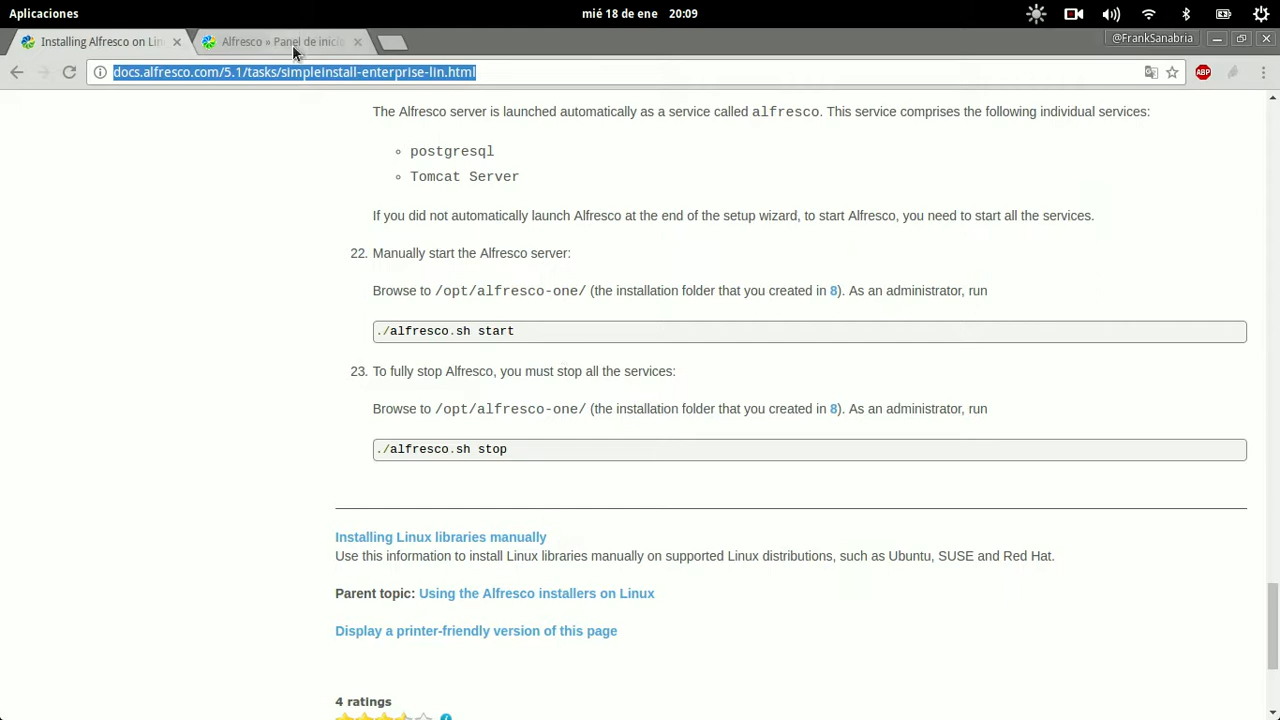 Aplicaciones
mié 18 de ene 20:09
Installing Alfresco on Lin
Alfresco » Panel de inicio
@FrankSanabria
docs.alfresco.com/5.1/tasks/simpleinstall-enterprise-lin.html
ABP
The Alfresco server is launched automatically as a service called alfresco. This service comprises the following individual services:
postgresql
Tomcat Server
If you did not automatically launch Alfresco at the end of the setup wizard, to start Alfresco, you need to start all the services.
22. Manually start the Alfresco server:
Browse to /opt/alfresco-one/ (the installation folder that you created in 8). As an administrator, run
./alfresco.sh start
23. To fully stop Alfresco, you must stop all the services:
Browse to /opt/alfresco-one/ (the installation folder that you created in 8). As an administrator, run
./alfresco.sh stop
Installing Linux libraries manually
Use this information to install Linux libraries manually on supported Linux distributions, such as Ubuntu, SUSE and Red Hat.
Parent topic: Using the Alfresco installers on Linux
Display a printer-friendly version of this page
4 ratings